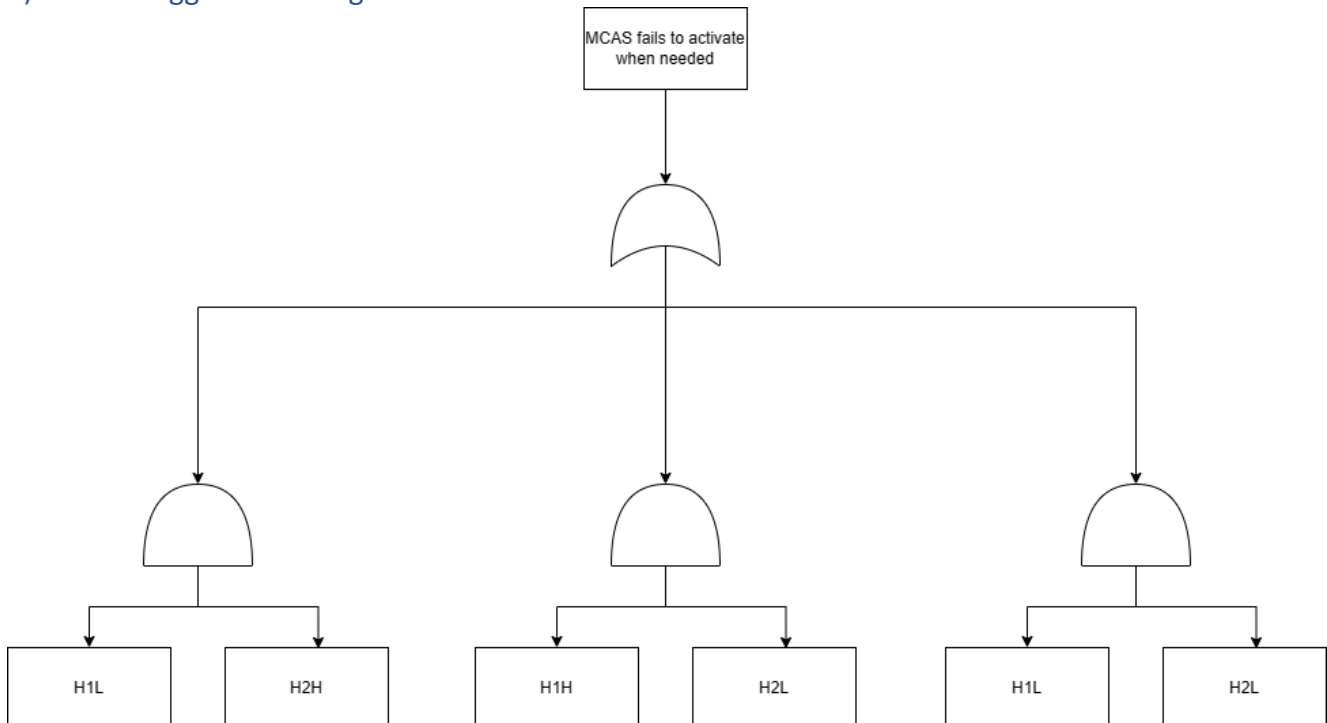 MCAS fails to activate
when needed
H1L
H2H
H1H
H2L
H1L
H2L